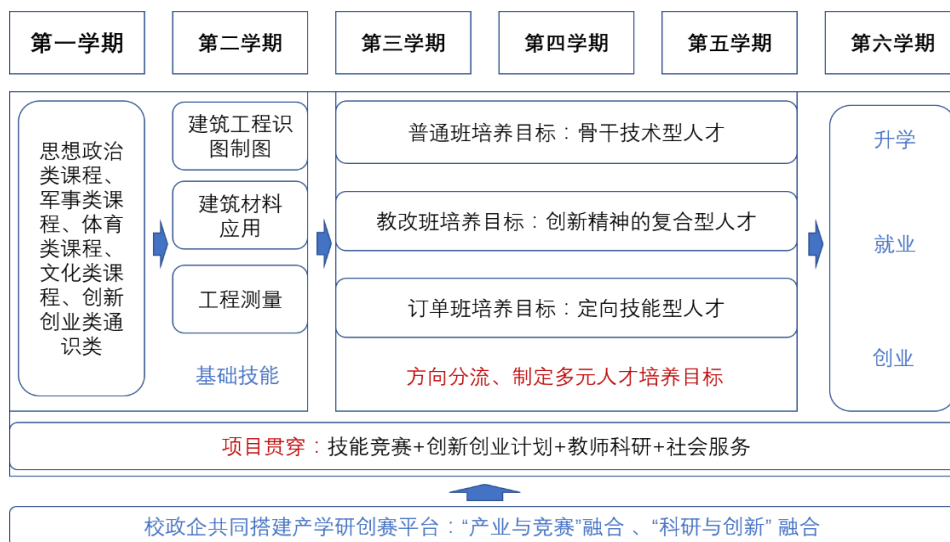 第一学期 第二学期 第三学期 第四学期 第五学期 第六学期
思想政治
类课程、
军事类课
程、体育
类课程、
文化类课
程、创新
创业类通
识类
建筑工程识
图制图
建筑材料
应用
工程测量
基础技能
普通班培养目标：骨干技术型人才
教改班培养目标：创新精神的复合型人才
订单班培养目标：定向技能型人才
方向分流、制定多元人才培养目标
升学
就业
创业
项目贯穿：技能竞赛+创新创业计划+教师科研+社会服务
校政企共同搭建产学研创赛平台：“产业与竞赛”融合 、“科研与创新” 融合